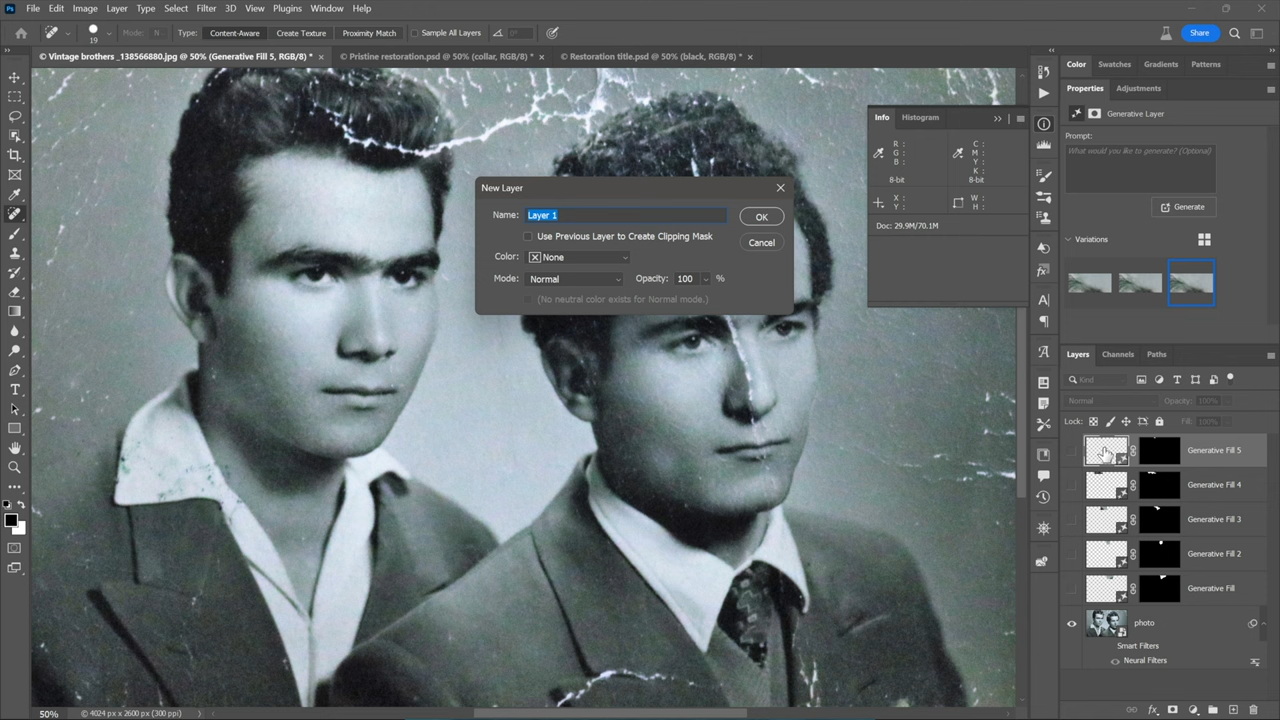 Ps File Edit Image Layer Type Select Filter 3D View Plugins Window Help
19 Mode: N Type: Content-Aware Create Texture Proximity Match Sample All Layers 0° Share
© Vintage brothers _138566880.jpg @ 50% (Generative Fill 5, RGB/8) * × © Pristine restoration.psd @ 50% (collar, RGB/8) * × © Restoration title.psd @ 50% (black, RGB/8) * ×
Color Swatches Gradients Patterns
Properties Adjustments
Generative Layer
Prompt:
What would you like to generate? (Optional)
Generate
Variations
Info Histogram
R : C :
G : M :
B : Y :
K :
8-bit 8-bit
X : W :
Y : H :
Doc: 29.9M/70.1M
New Layer
Name: Layer 1 OK
Use Previous Layer to Create Clipping Mask
Cancel
Color: None
Mode: Normal Opacity: 100 %
(No neutral color exists for Normal mode.)
Layers Channels Paths
Kind
Normal Opacity: 100%
Lock: Fill: 100%
Generative Fill 5
Generative Fill 4
Generative Fill 3
Generative Fill 2
Generative Fill
photo
Smart Filters
Neural Filters
50% © 4024 px x 2600 px (300 ppi)